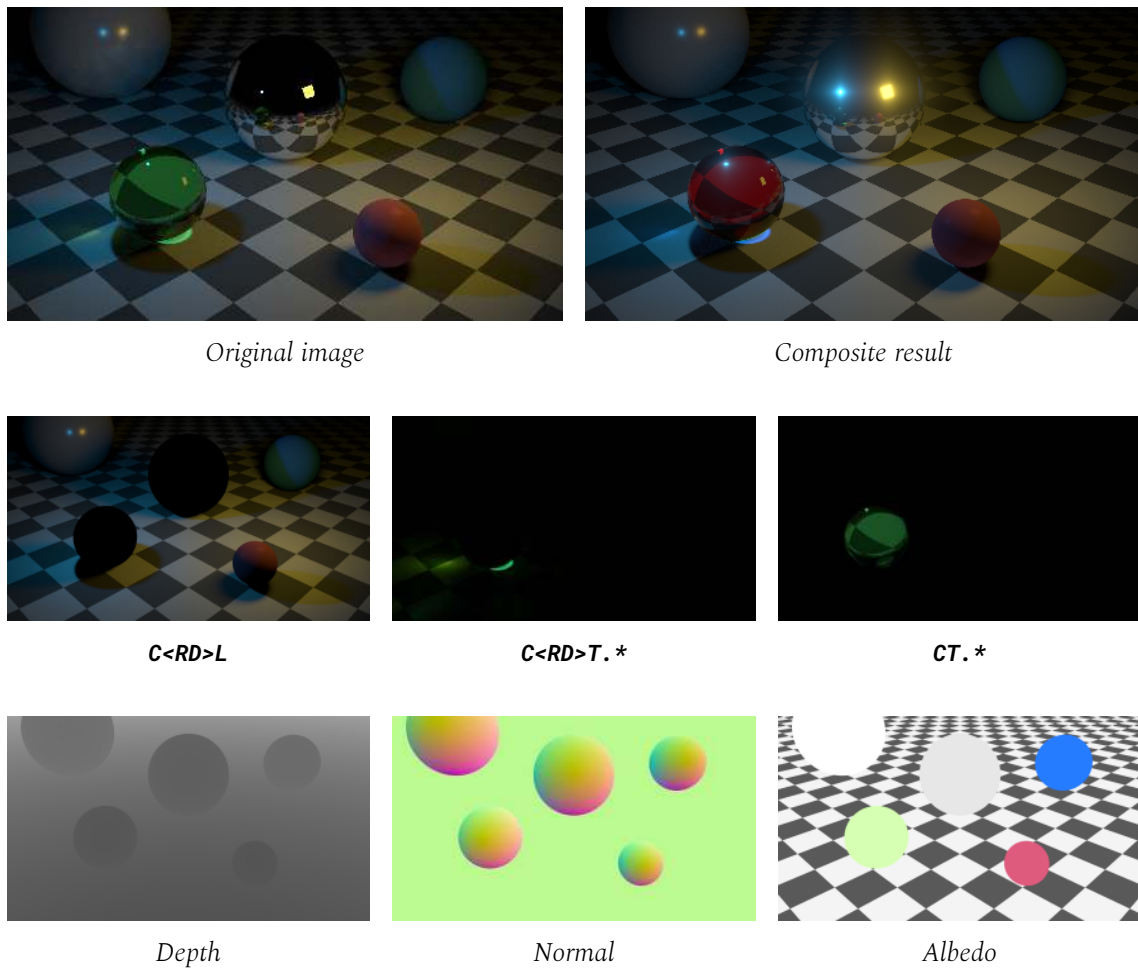 Original image
Composite result
C<RD>L
C<RD>T.*
CT.*
Depth
Normal
Albedo